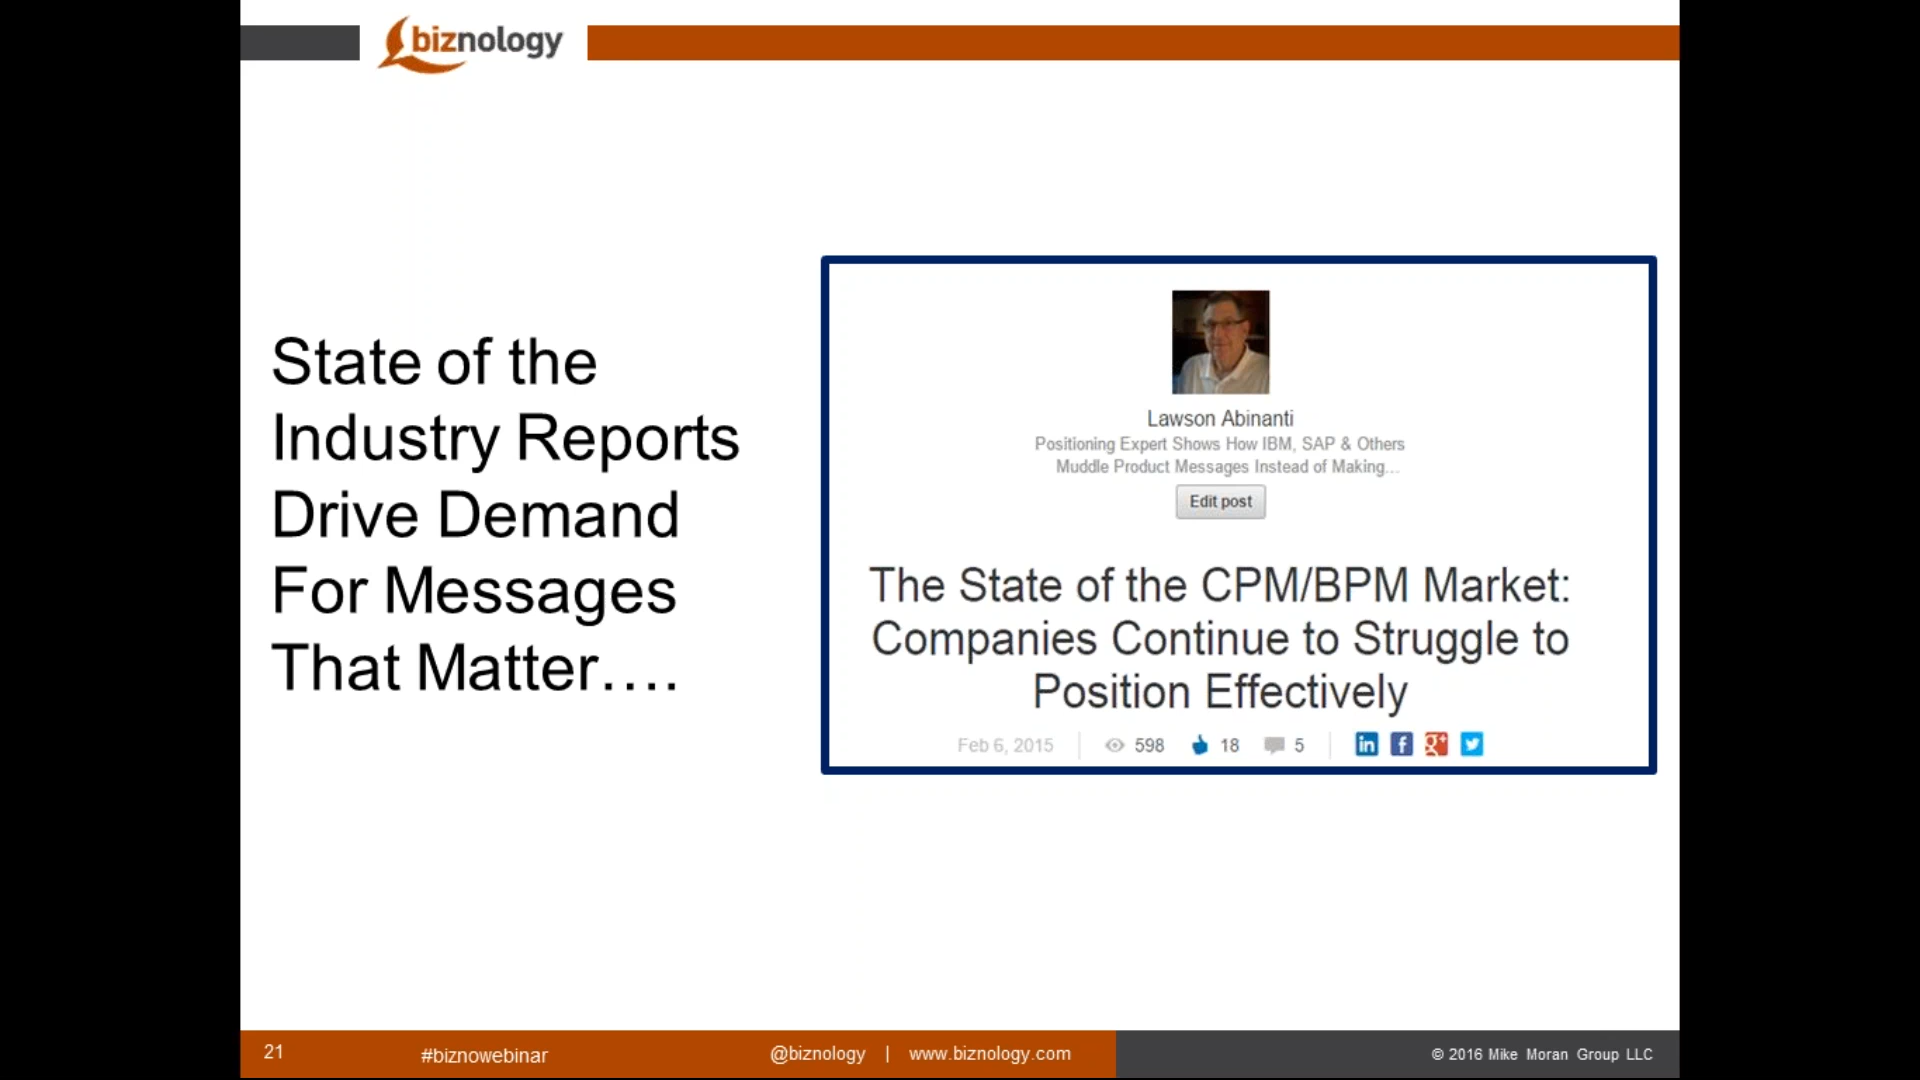 biznology
State of the
Industry Reports
Drive Demand
For Messages
That Matter….
Lawson Abinanti
Positioning Expert Shows How IBM, SAP & Others
Muddle Product Messages Instead of Making...
Edit post
The State of the CPM/BPM Market:
Companies Continue to Struggle to
Position Effectively
Feb 6, 2015 598 18 5 in f g+
21 #biznowebinar @biznology | www.biznology.com © 2016 Mike Moran Group LLC